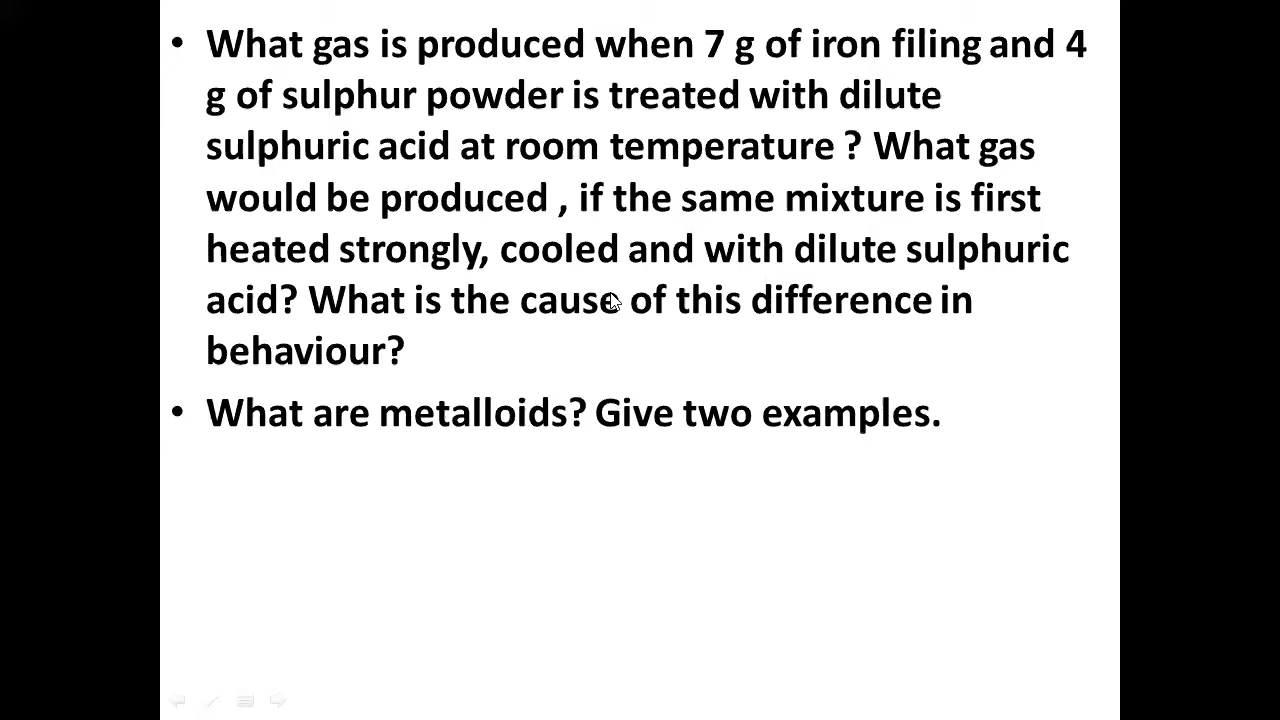 • What gas is produced when 7 g of iron filing and 4
g of sulphur powder is treated with dilute
sulphuric acid at room temperature ? What gas
would be produced , if the same mixture is first
heated strongly, cooled and with dilute sulphuric
acid? What is the cause of this difference in
behaviour?
• What are metalloids? Give two examples.